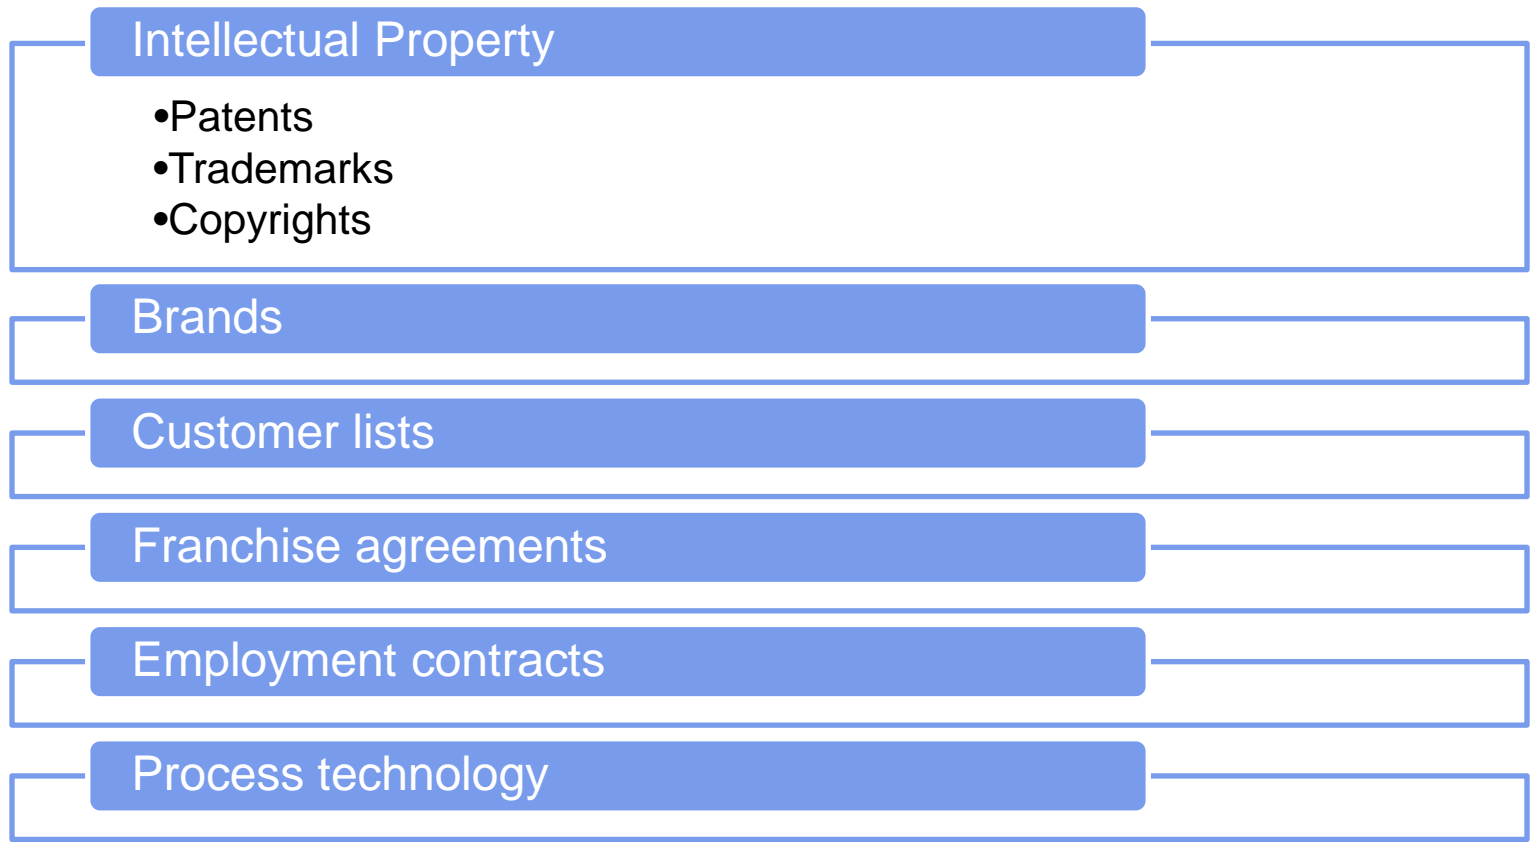 Intellectual Property
•Patents
•Trademarks
•Copyrights
Brands
Customer lists
Franchise agreements
Employment contracts
Process technology